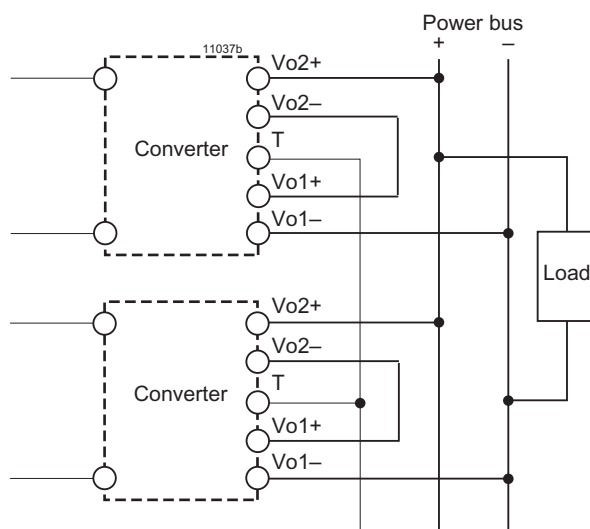 Power bus
+ –
11037b
Vo2+
Vo2–
T
Converter
Vo1+
Vo1–
Load
Vo2+
Vo2–
T
Converter
Vo1+
Vo1–